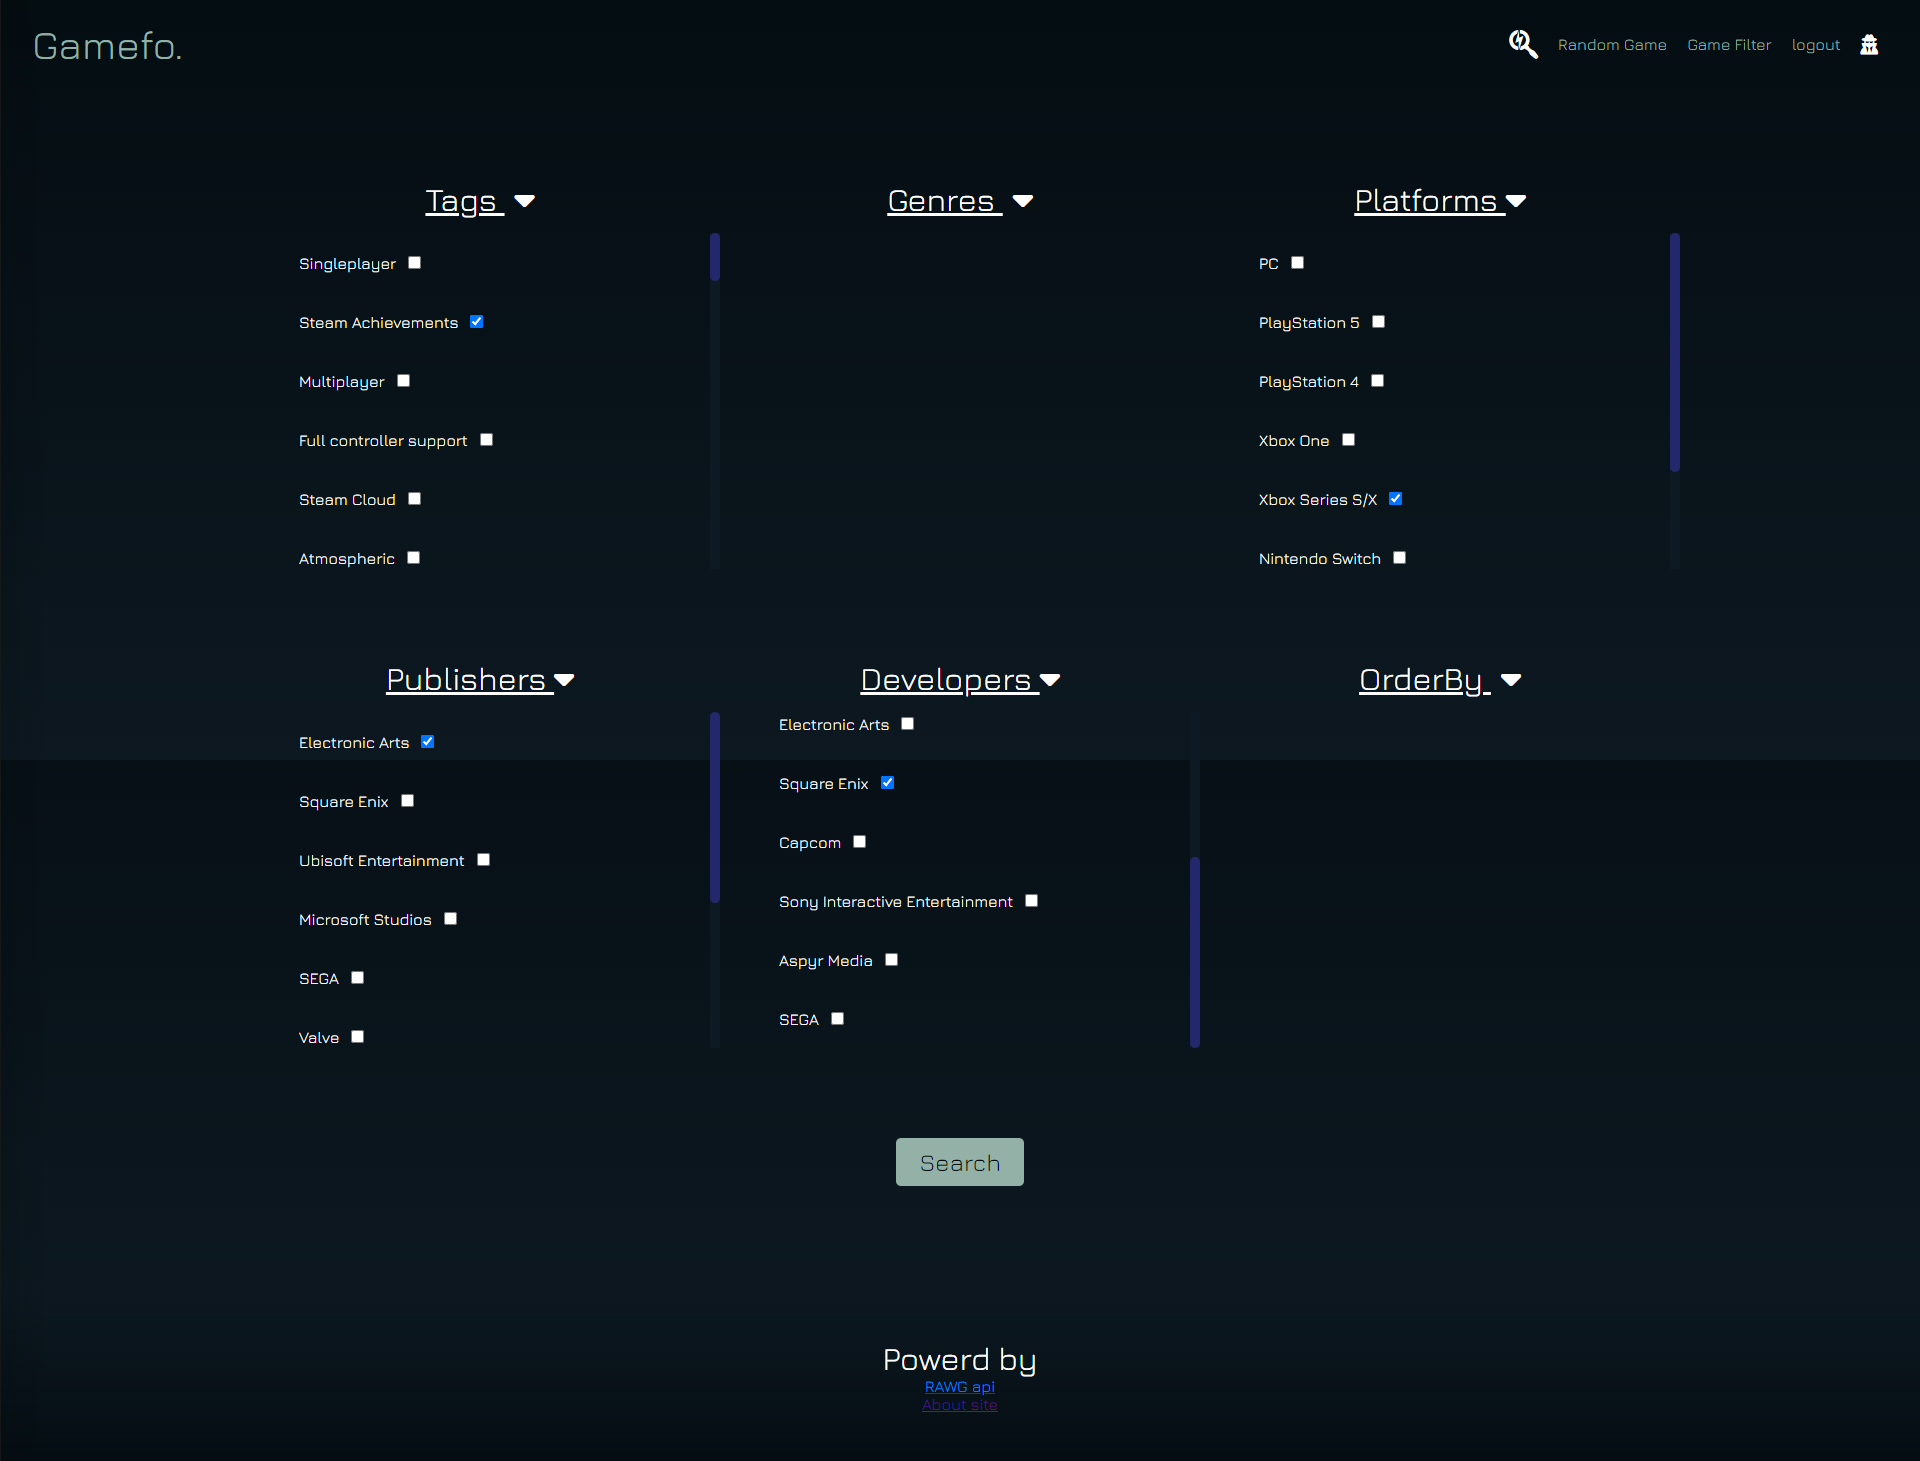 Gamefo.
Random Game
Game Filter
logout
Tags
Singleplayer
Steam Achievements
Multiplayer
Full controller support
Steam Cloud
Atmospheric
Genres
Platforms
PC
PlayStation 5
PlayStation 4
Xbox One
Xbox Series S/X
Nintendo Switch
Publishers
Electronic Arts
Square Enix
Ubisoft Entertainment
Microsoft Studios
SEGA
Valve
Developers
Electronic Arts
Square Enix
Capcom
Sony Interactive Entertainment
Aspyr Media
SEGA
OrderBy
Search
Powerd by
RAWG api
About site